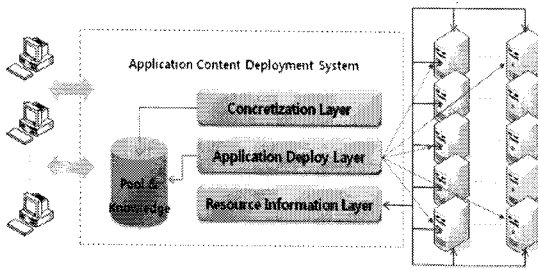 Application Content Deployment System
Concretization Layer
Application Deploy Layer
Pool &
Knowledge
Resource Information Layer